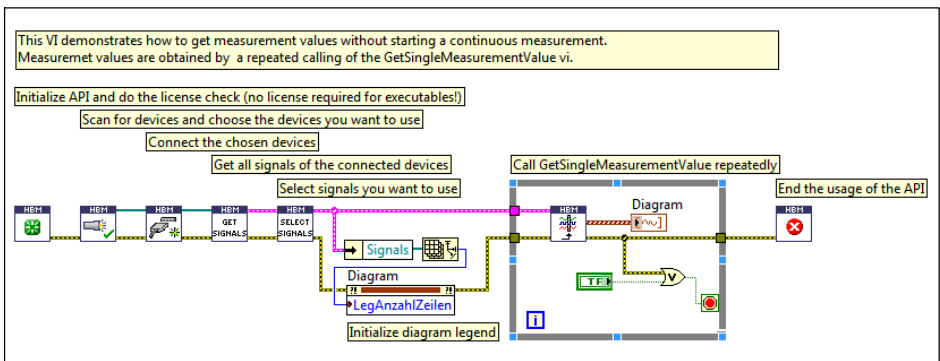 This VI demonstrates how to get measurement values without starting a continuous measurement.
Measuremet values are obtained by a repeated calling of the GetSingleMeasurementValue vi.
Initialize API and do the license check (no license required for executables!)
Scan for devices and choose the devices you want to use
Connect the chosen devices
Get all signals of the connected devices
Call GetSingleMeasurementValue repeatedly
Select signals you want to use
End the usage of the API
HBM
HBM
HBM
HBM
GET
SIGNALS
HBM
SELECT
SIGNALS
HBM
Diagram
HBM
Signals
Diagram
LegAnzahlZeilen
TF
V
i
Initialize diagram legend